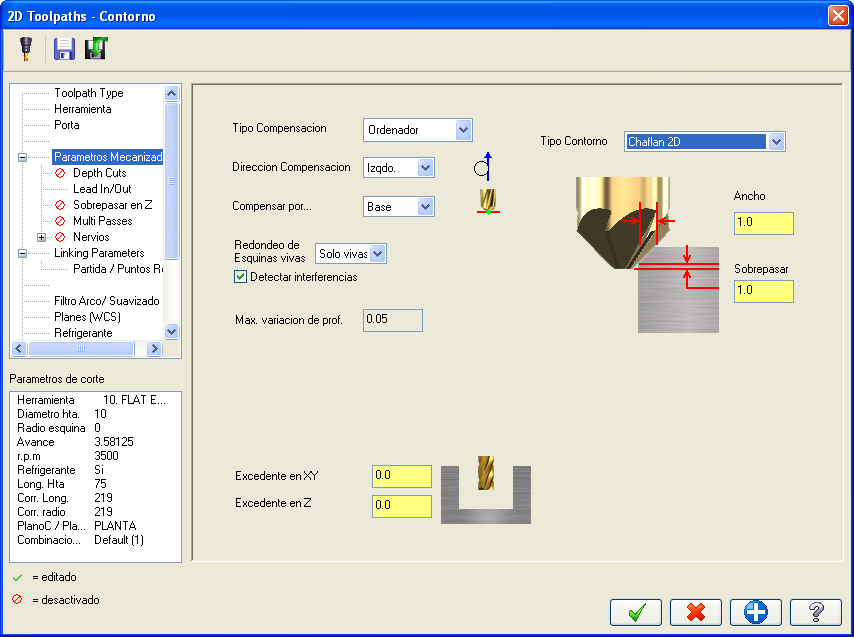 2D Toolpaths - Contorno
Toolpath Type
Herramienta
Porta
Parametros Mecanizad
Depth Cuts
Lead In/Out
Sobrepasar en Z
Multi Passes
Nervios
Linking Parameters
Partida / Puntos Re
Filtro Arco/ Suavizado
Planes (WCS)
Refrigerante
Parametros de corte
Herramienta 10. FLAT E...
Diametro hta. 10
Radio esquina 0
Avance 3.58125
r.p.m 3500
Refrigerante Si
Long. Hta 75
Corr. Long. 219
Corr. radio 219
PlanoC / Pla... PLANTA
Combinacio... Default (1)
= editado
= desactivado
Tipo Compensacion Ordenador
Direccion Compensacion Izqdo.
Compensar por... Base
Redondeo de
Esquinas vivas Solo vivas
Detectar interferencias
Max. variacion de prof. 0.05
Tipo Contorno Chaflan 2D
Ancho
1.0
Sobrepasar
1.0
Excedente en XY 0.0
Excedente en Z 0.0